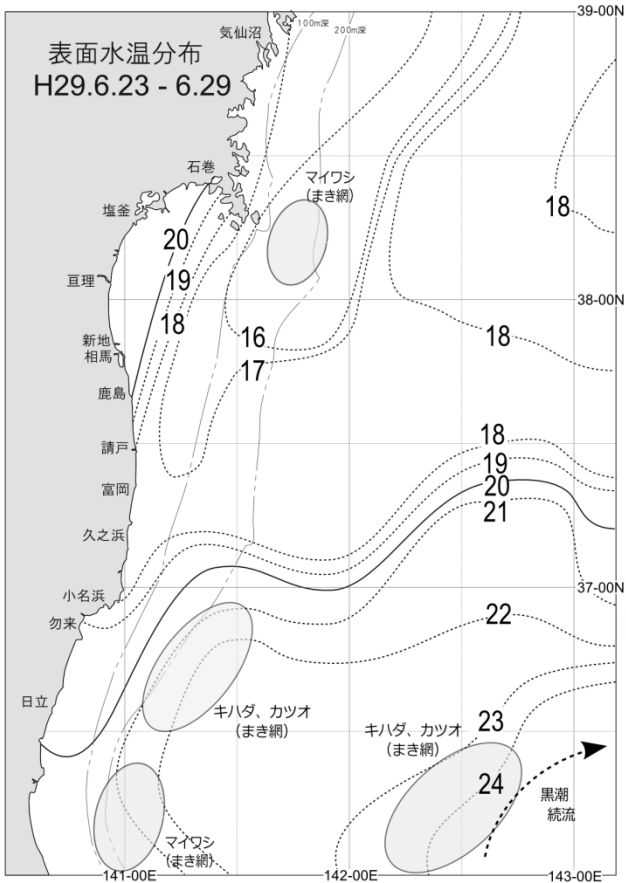 39-00N
気仙沼
100m深
200m深
表面水温分布
H29.6.23 - 6.29
石巻
マイワシ
(まき網)
塩釜
20
18
亘理
19
38-00N
18
新地
相馬
16
18
17
鹿島
請戸
18
19
富岡
20
21
久之浜
37-00N
小名浜
勿来
22
日立
キハダ、カツオ
(まき網)
キハダ、カツオ
(まき網)
23
24
黒潮
続流
マイワシ
(まき網)
141-00E
142-00E
143-00E